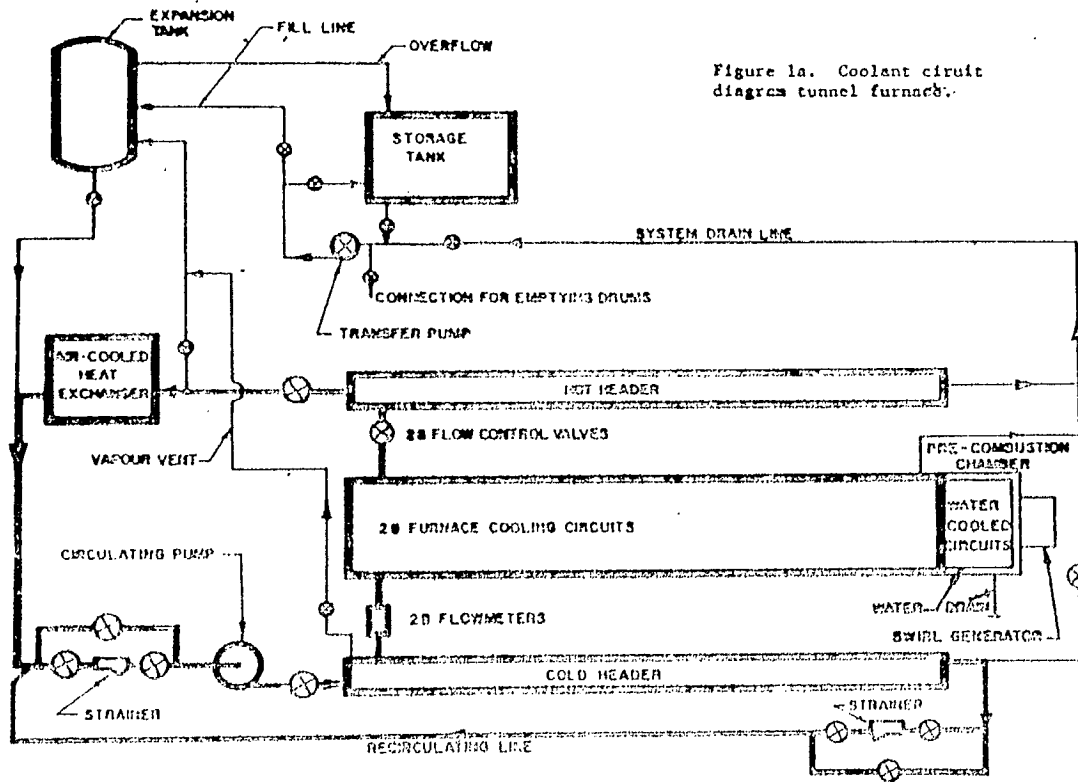 EXPANSION
TANK
FILL LINE
OVERFLOW
Figure 1a. Coolant ciruit
diagram tunnel furnace.
STORAGE
TANK
SYSTEM DRAIN LINE
CONNECTION FOR EMPTYING DRUMS
TRANSFER PUMP
AIR-COOLED
HEAT
EXCHANGER
HOT HEADER
28 FLOW CONTROL VALVES
VAPOUR VENT
PRE-COMBUSTION
CHAMBER
28 FURNACE COOLING CIRCUITS
WATER
COOLED
CIRCUITS
CIRCULATING PUMP
28 FLOWMETERS
WATER DRAIN
SWIRL GENERATOR
COLD HEADER
STRAINER
STRAINER
RECIRCULATING LINE